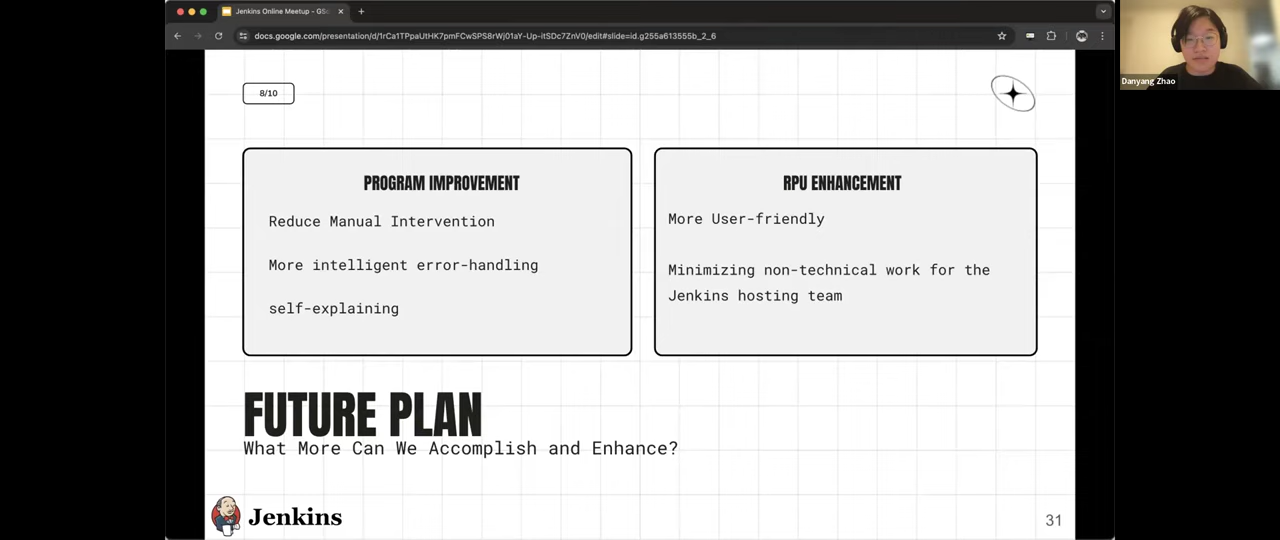 Jenkins Online Meetup - GS
docs.google.com/presentation/d/1rCa1TPpaUtHK7pmFCwSPS8rWj01aY-Up-itSDc7ZnV0/edit#slide=id.g255a613555b_2_6
Danyang Zhao
8/10
PROGRAM IMPROVEMENT
Reduce Manual Intervention
More intelligent error-handling
self-explaining
RPU ENHANCEMENT
More User-friendly
Minimizing non-technical work for the
Jenkins hosting team
FUTURE PLAN
What More Can We Accomplish and Enhance?
Jenkins
31